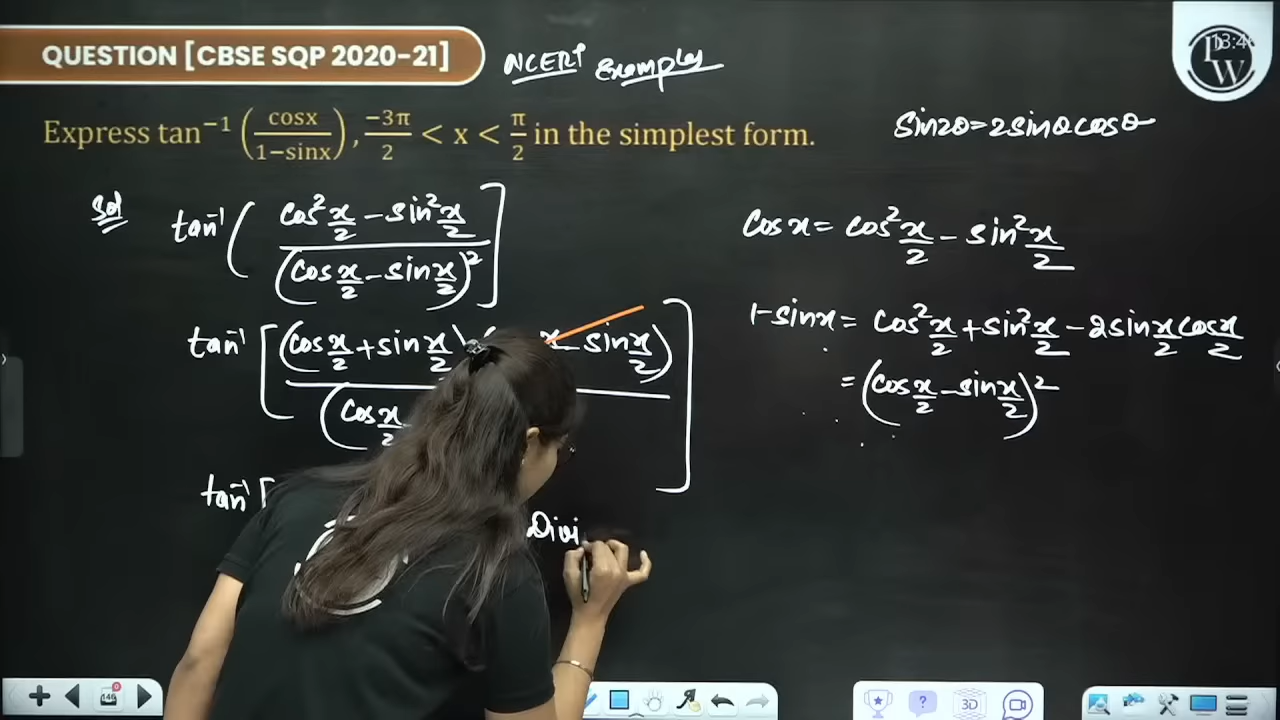 QUESTION [CBSE SQP 2020-21] NCERT Examples
Express tan⁻¹ (cosx/1−sinx), −3π/2 < x < π/2 in the simplest form.
sin2θ=2sinθcosθ
Sol tan⁻¹( cos²x/2 − sin²x/2 / (cosx/2 − sinx/2)² ]
cosx = cos²x/2 − sin²x/2
tan⁻¹[ (cosx/2 + sinx/2) x − sinx/2) / (cosx/2 ]
1-sinx = cos²x/2 + sin²x/2 − 2sinx/2 cosx/2
= (cosx/2 − sinx/2)²
tan⁻¹[
Divi
W